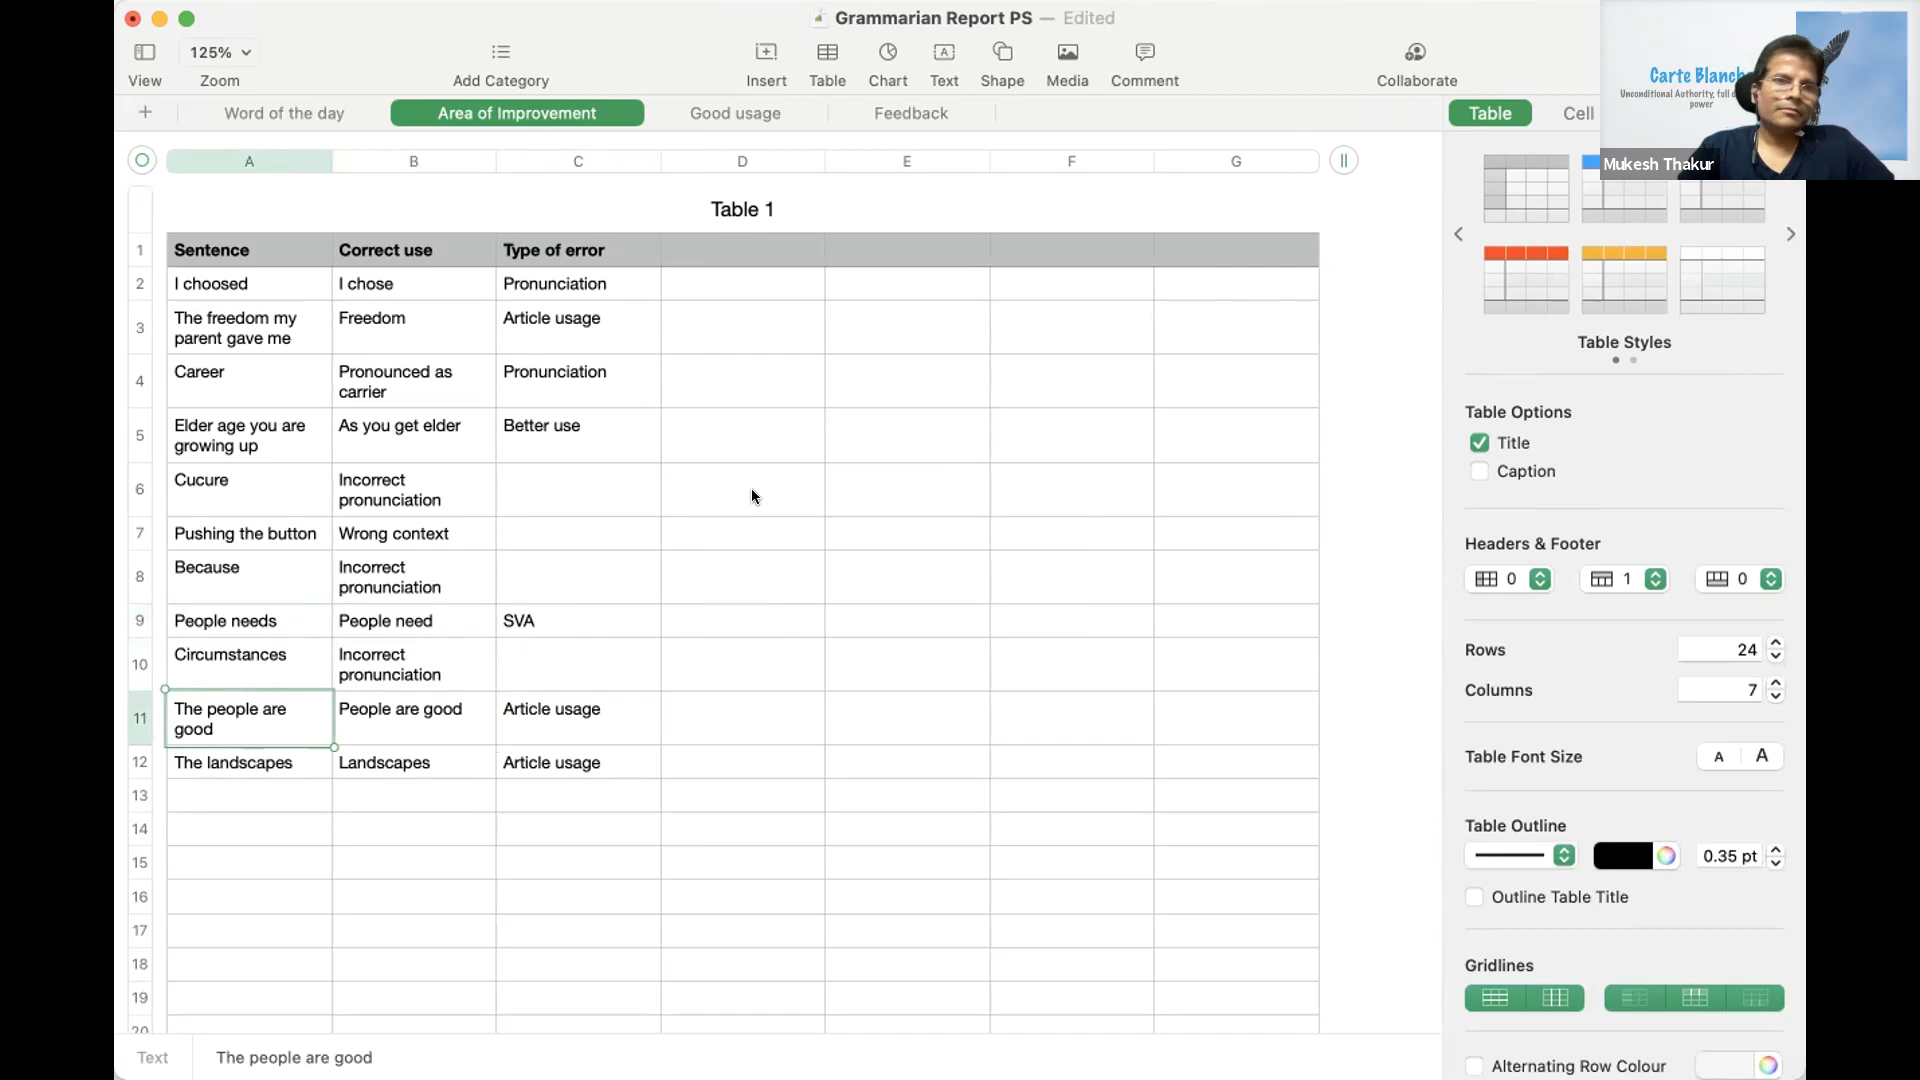 Grammarian Report PS — Edited
125%
View Zoom Add Category Insert Table Chart Text Shape Media Comment Collaborate
Word of the day Area of Improvement Good usage Feedback Table Cell
Carte Blanch
Unconditional Authority, full
power
Mukesh Thakur
A B C D E F G
Table 1
1 Sentence Correct use Type of error
2 I choosed I chose Pronunciation
3 The freedom my parent gave me Freedom Article usage
4 Career Pronounced as carrier Pronunciation
5 Elder age you are growing up As you get elder Better use
6 Cucure Incorrect pronunciation
7 Pushing the button Wrong context
8 Because Incorrect pronunciation
9 People needs People need SVA
10 Circumstances Incorrect pronunciation
11 The people are good People are good Article usage
12 The landscapes Landscapes Article usage
13
14
15
16
17
18
19
20
Text The people are good
Table Styles
Table Options
Title
Caption
Headers & Footer
0 1 0
Rows 24
Columns 7
Table Font Size A A
Table Outline
0.35 pt
Outline Table Title
Gridlines
Alternating Row Colour